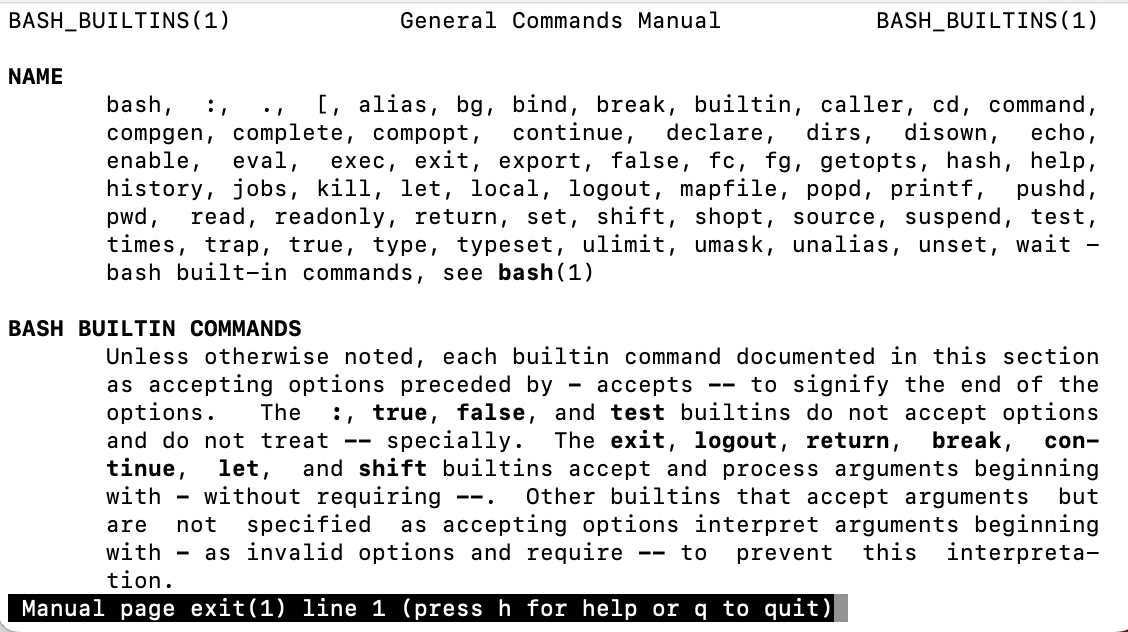 BASH_BUILTINS(1) General Commands Manual BASH_BUILTINS(1)
NAME
bash, :, ., [, alias, bg, bind, break, builtin, caller, cd, command,
compgen, complete, compopt, continue, declare, dirs, disown, echo,
enable, eval, exec, exit, export, false, fc, fg, getopts, hash, help,
history, jobs, kill, let, local, logout, mapfile, popd, printf, pushd,
pwd, read, readonly, return, set, shift, shopt, source, suspend, test,
times, trap, true, type, typeset, ulimit, umask, unalias, unset, wait -
bash built-in commands, see bash(1)
BASH BUILTIN COMMANDS
Unless otherwise noted, each builtin command documented in this section
as accepting options preceded by - accepts -- to signify the end of the
options. The :, true, false, and test builtins do not accept options
and do not treat -- specially. The exit, logout, return, break, con-
tinue, let, and shift builtins accept and process arguments beginning
with - without requiring --. Other builtins that accept arguments but
are not specified as accepting options interpret arguments beginning
with - as invalid options and require -- to prevent this interpreta-
tion.
Manual page exit(1) line 1 (press h for help or q to quit)